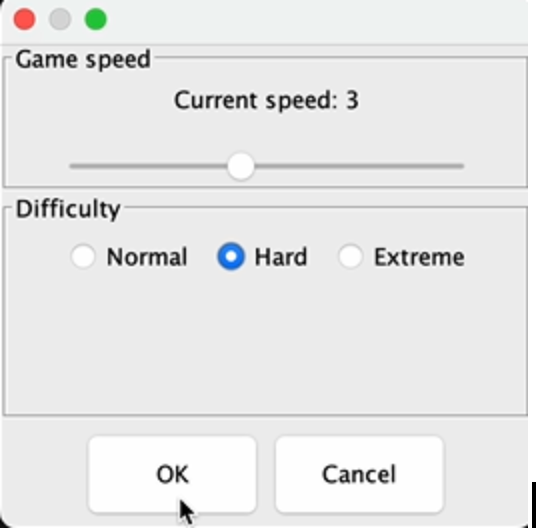 Game speed
Current speed: 3
Difficulty
Normal Hard Extreme
OK Cancel